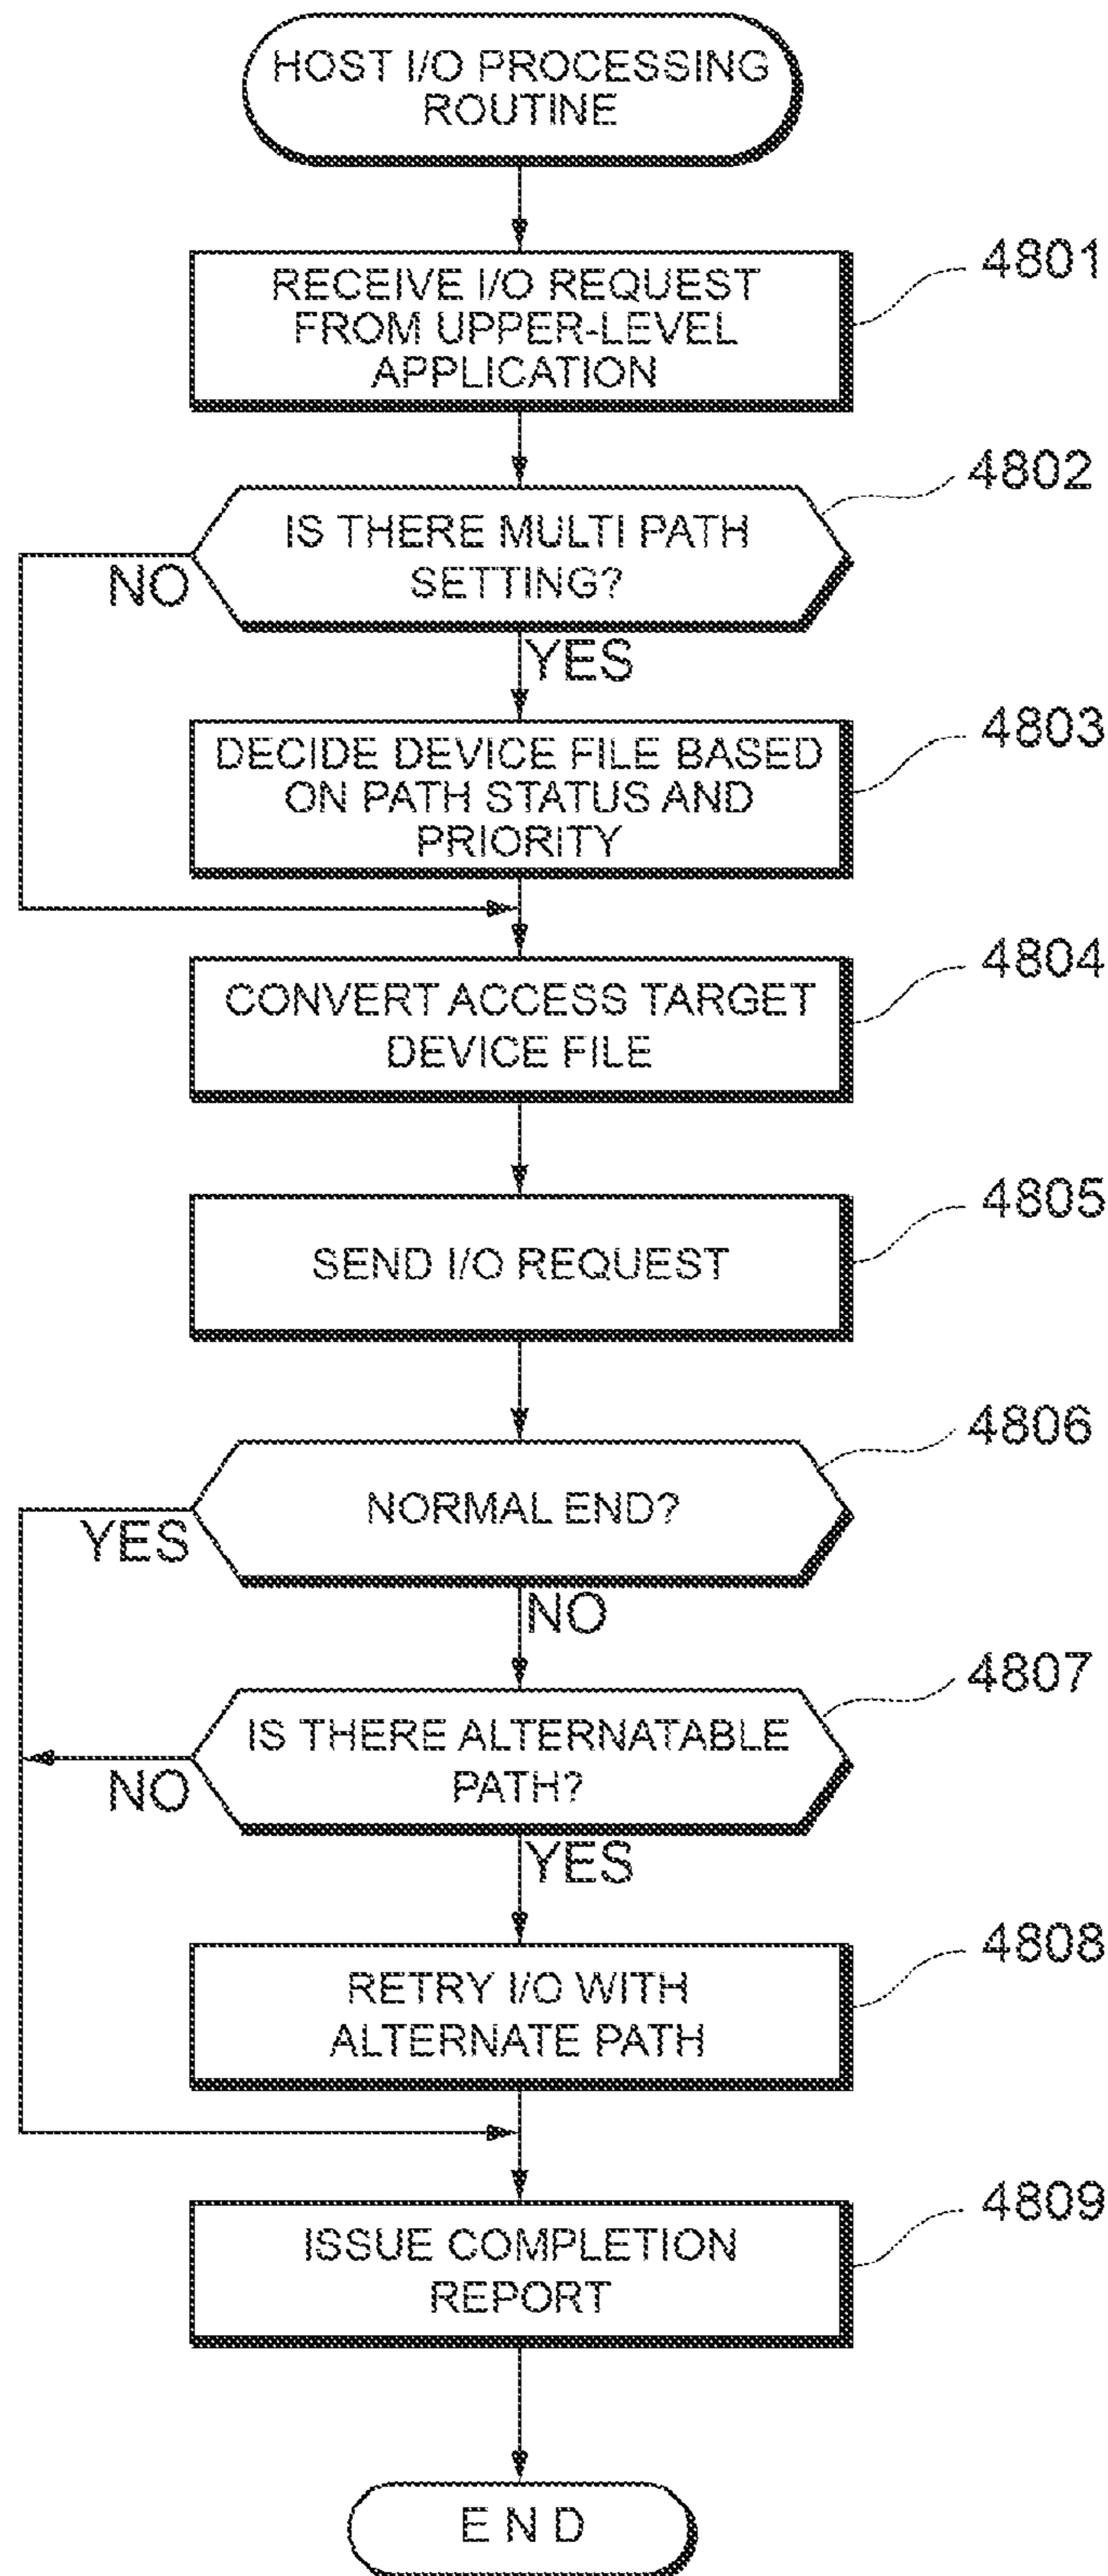 HOST I/O PROCESSING
ROUTINE
RECEIVE I/O REQUEST
FROM UPPER-LEVEL
APPLICATION
4801
IS THERE MULTI PATH
SETTING?
4802
NO
YES
DECIDE DEVICE FILE BASED
ON PATH STATUS AND
PRIORITY
4803
CONVERT ACCESS TARGET
DEVICE FILE
4804
SEND I/O REQUEST
4805
NORMAL END?
4806
YES
NO
IS THERE ALTERNATABLE
PATH?
4807
NO
YES
RETRY I/O WITH
ALTERNATE PATH
4808
ISSUE COMPLETION
REPORT
4809
E N D